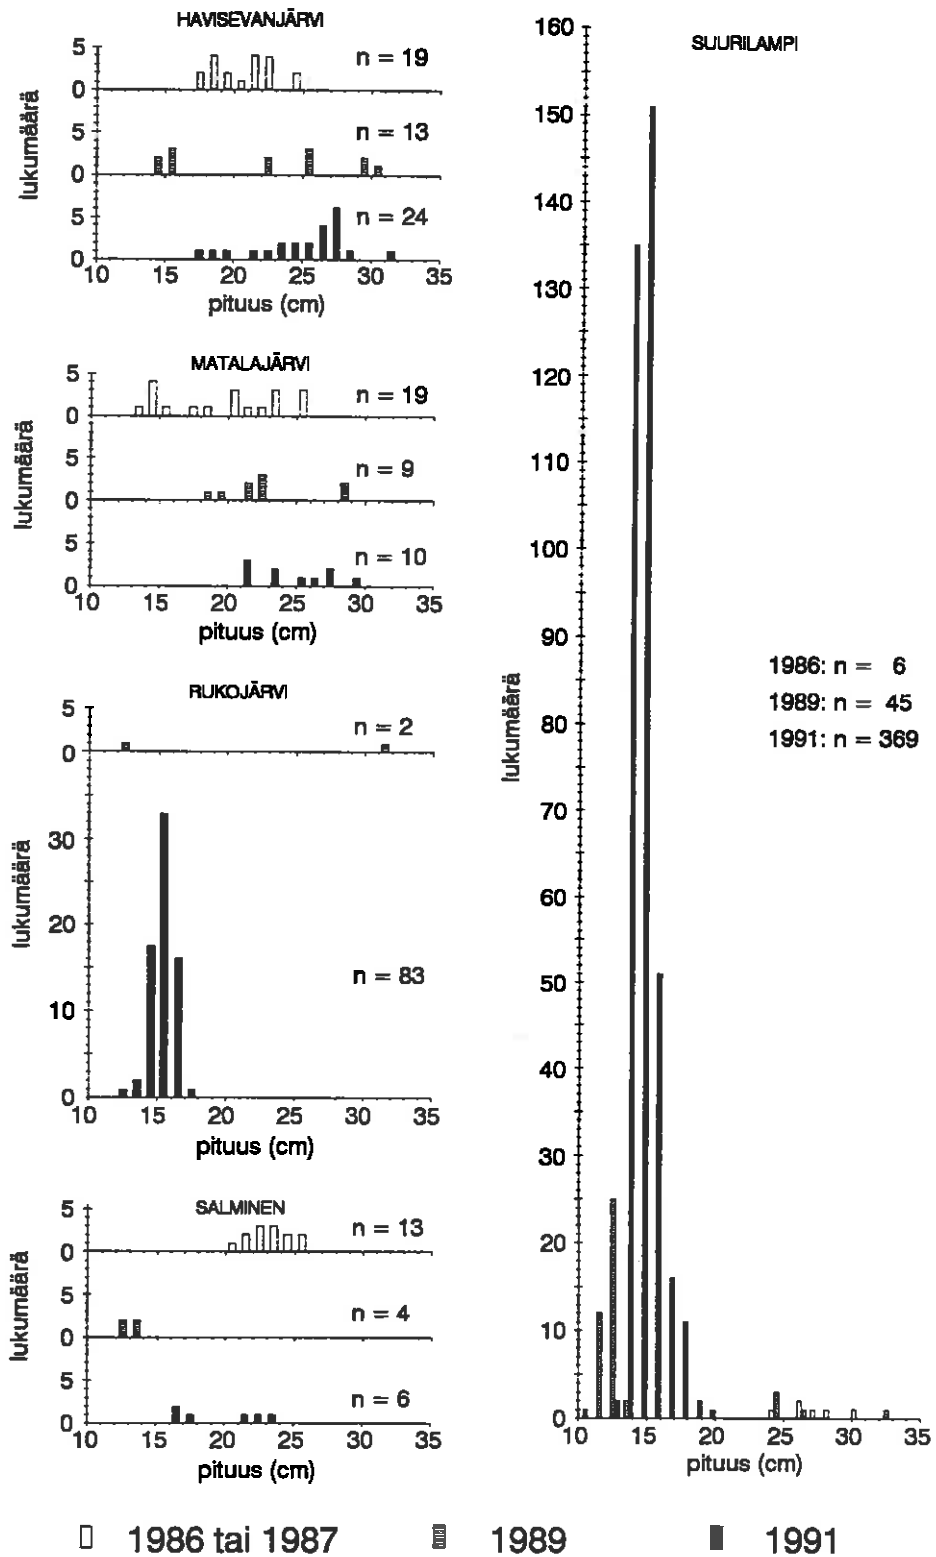 HAVISEVANJÄRVI
5
n = 19
0
5
n = 13
0
5
n = 24
0
10 15 20 25 30 35
pituus (cm)
lukumäärä
MATALAJÄRVI
5
n = 19
0
5
n = 9
0
5
n = 10
0
10 15 20 25 30 35
pituus (cm)
lukumäärä
RUKOJÄRVI
5
n = 2
0
30
20
n = 83
10
0
10 15 20 25 30 35
pituus (cm)
lukumäärä
SALMINEN
5
n = 13
0
5
n = 4
0
5
n = 6
0
10 15 20 25 30 35
pituus (cm)
lukumäärä
SUURILAMPI
160
150
140
130
120
110
100
90
80
70
60
50
40
30
20
10
0
lukumäärä
1986: n = 6
1989: n = 45
1991: n = 369
10 15 20 25 30 35
pituus (cm)
1986 tai 1987 1989 1991